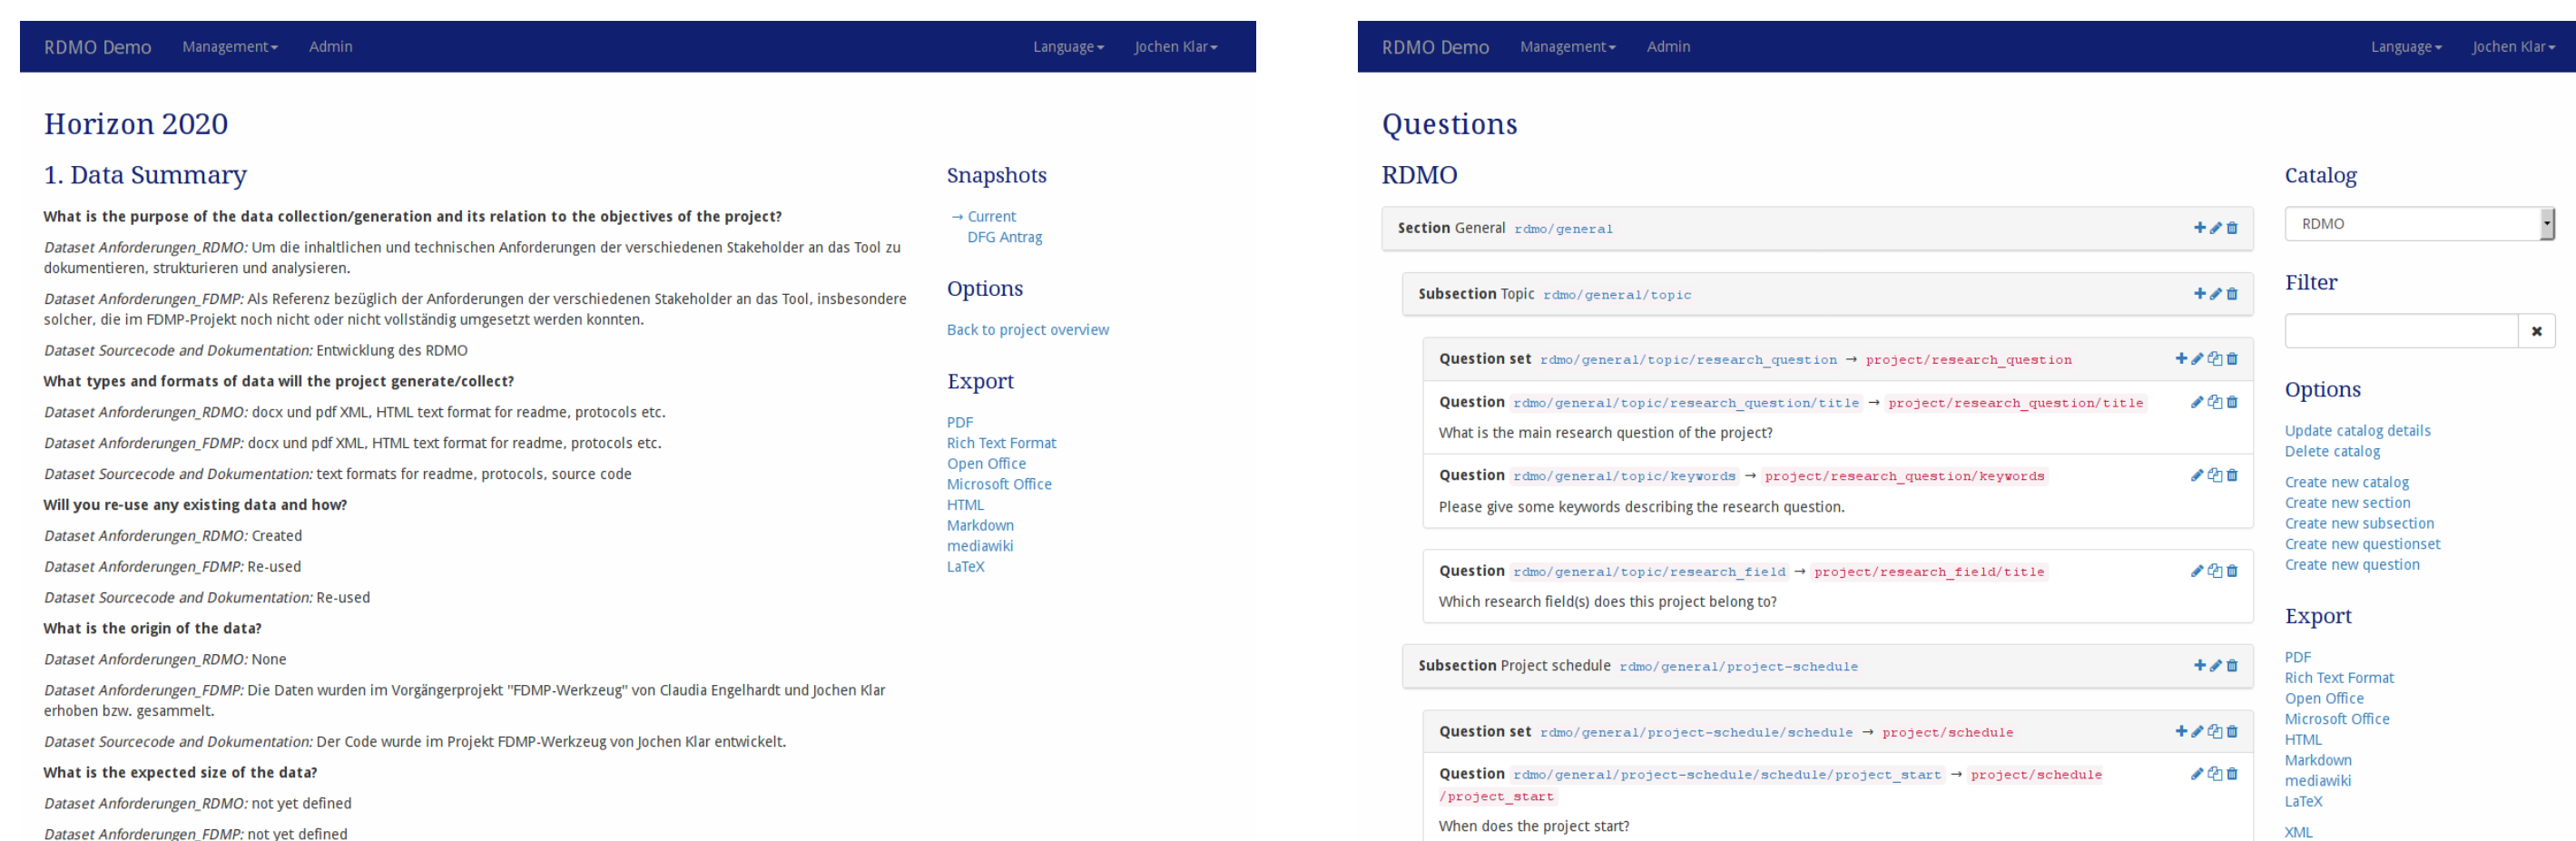 RDMO Demo Management Admin Language Jochen Klar
Horizon 2020
1. Data Summary
What is the purpose of the data collection/generation and its relation to the objectives of the project?
Dataset Anforderungen_RDMO: Um die inhaltlichen und technischen Anforderungen der verschiedenen Stakeholder an das Tool zu
dokumentieren, strukturieren und analysieren.
Dataset Anforderungen_FDMP: Als Referenz bezüglich der Anforderungen der verschiedenen Stakeholder an das Tool, insbesondere
solcher, die im FDMP-Projekt noch nicht oder nicht vollständig umgesetzt werden konnten.
Dataset Sourcecode and Dokumentation: Entwicklung des RDMO
What types and formats of data will the project generate/collect?
Dataset Anforderungen_RDMO: docx und pdf XML, HTML text format for readme, protocols etc.
Dataset Anforderungen_FDMP: docx und pdf XML, HTML text format for readme, protocols etc.
Dataset Sourcecode and Dokumentation: text formats for readme, protocols, source code
Will you re-use any existing data and how?
Dataset Anforderungen_RDMO: Created
Dataset Anforderungen_FDMP: Re-used
Dataset Sourcecode and Dokumentation: Re-used
What is the origin of the data?
Dataset Anforderungen_RDMO: None
Dataset Anforderungen_FDMP: Die Daten wurden im Vorgängerprojekt "FDMP-Werkzeug" von Claudia Engelhardt und Jochen Klar
erhoben bzw. gesammelt.
Dataset Sourcecode and Dokumentation: Der Code wurde im Projekt FDMP-Werkzeug von Jochen Klar entwickelt.
What is the expected size of the data?
Dataset Anforderungen_RDMO: not yet defined
Dataset Anforderungen_FDMP: not yet defined
Snapshots
→ Current
DFG Antrag
Options
Back to project overview
Export
PDF
Rich Text Format
Open Office
Microsoft Office
HTML
Markdown
mediawiki
LaTeX
RDMO Demo Management Admin Language Jochen Klar
Questions
RDMO
Section General rdmo/general
Subsection Topic rdmo/general/topic
Question set rdmo/general/topic/research_question → project/research_question
Question rdmo/general/topic/research_question/title → project/research_question/title
What is the main research question of the project?
Question rdmo/general/topic/keywords → project/research_question/keywords
Please give some keywords describing the research question.
Question rdmo/general/topic/research_field → project/research_field/title
Which research field(s) does this project belong to?
Subsection Project schedule rdmo/general/project-schedule
Question set rdmo/general/project-schedule/schedule → project/schedule
Question rdmo/general/project-schedule/schedule/project_start → project/schedule
/project_start
When does the project start?
Catalog
RDMO
Filter
Options
Update catalog details
Delete catalog
Create new catalog
Create new section
Create new subsection
Create new questionset
Create new question
Export
PDF
Rich Text Format
Open Office
Microsoft Office
HTML
Markdown
mediawiki
LaTeX
XML